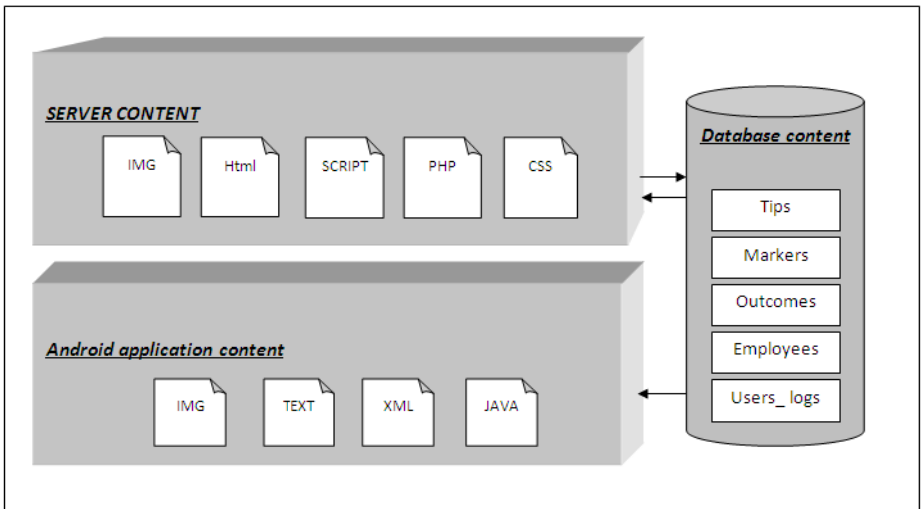 SERVER CONTENT
IMG
Html
SCRIPT
PHP
CSS
Database content
Tips
Markers
Outcomes
Employees
Users_ logs
Android application content
IMG
TEXT
XML
JAVA